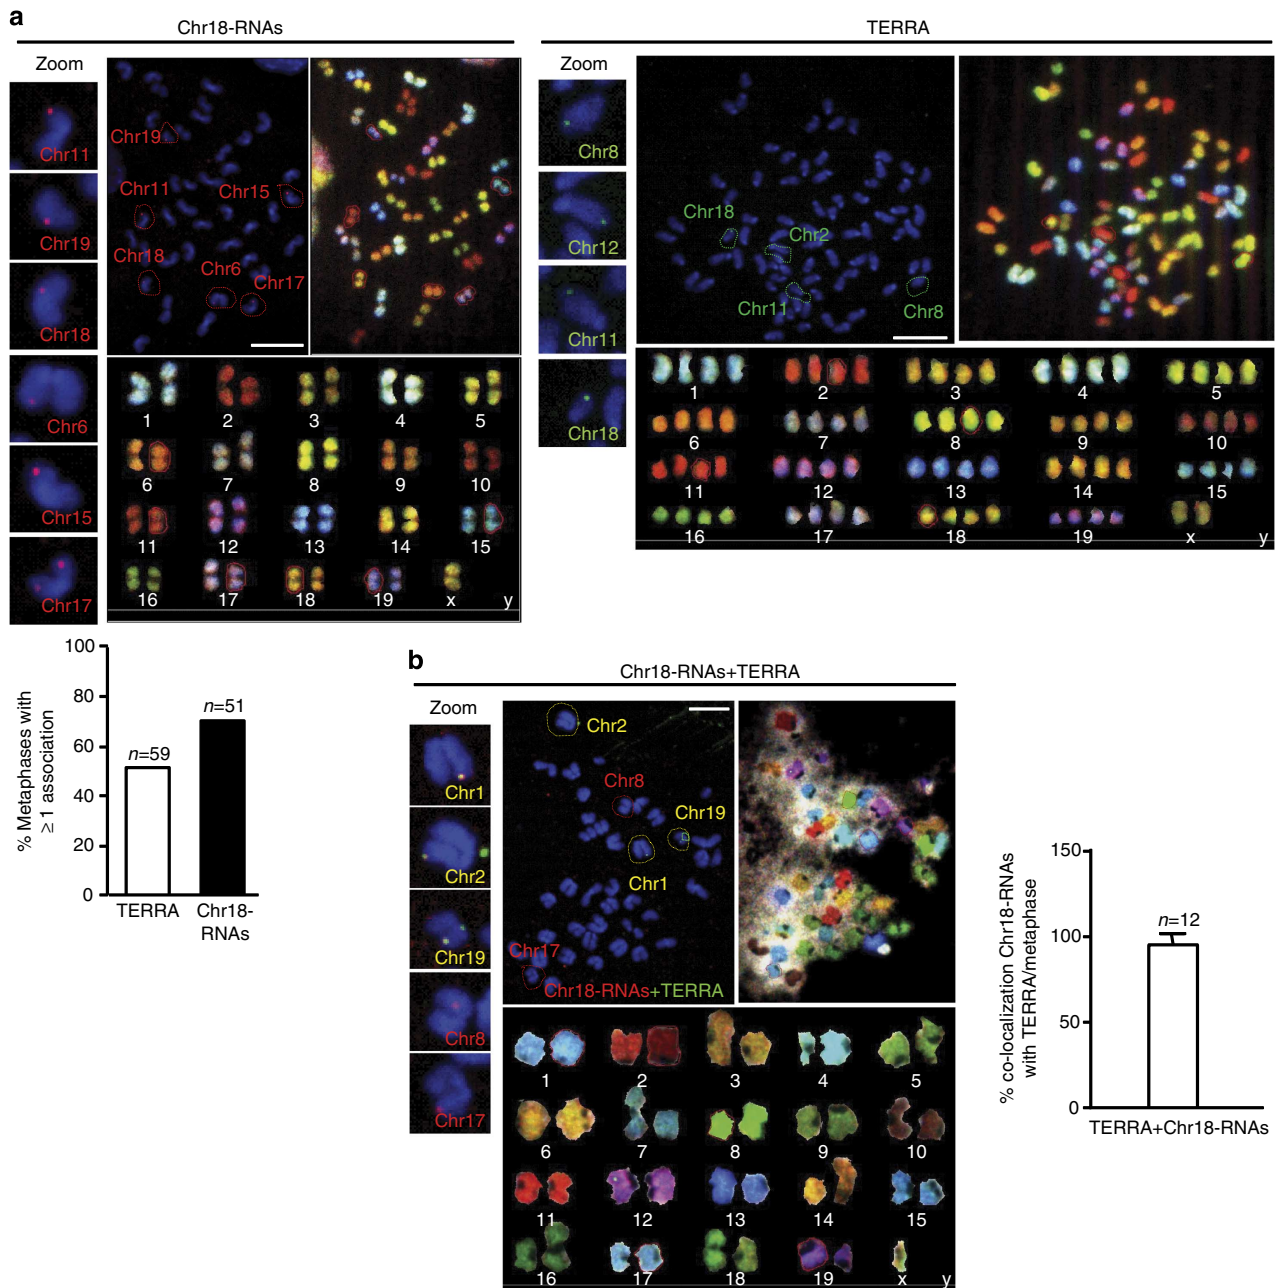 a
Chr18-RNAs
Zoom
Chr11
Chr19
Chr18
Chr6
Chr15
Chr17
Chr19
Chr11
Chr15
Chr18
Chr6
Chr17
1 2 3 4 5
6 7 8 9 10
11 12 13 14 15
16 17 18 19 x y
TERRA
Zoom
Chr8
Chr12
Chr11
Chr18
Chr18
Chr2
Chr11
Chr8
1 2 3 4 5
6 7 8 9 10
11 12 13 14 15
16 17 18 19 x y
% Metaphases with
≥ 1 association
100
80
60
40
20
0
n=59
n=51
TERRA
Chr18-
RNAs
b
Chr18-RNAs+TERRA
Zoom
Chr1
Chr2
Chr19
Chr8
Chr17
Chr2
Chr8
Chr19
Chr1
Chr17
Chr18-RNAs+TERRA
1 2 3 4 5
6 7 8 9 10
11 12 13 14 15
16 17 18 19 x y
% co-localization Chr18-RNAs
with TERRA/metaphase
150
100
50
0
n=12
TERRA+Chr18-RNAs